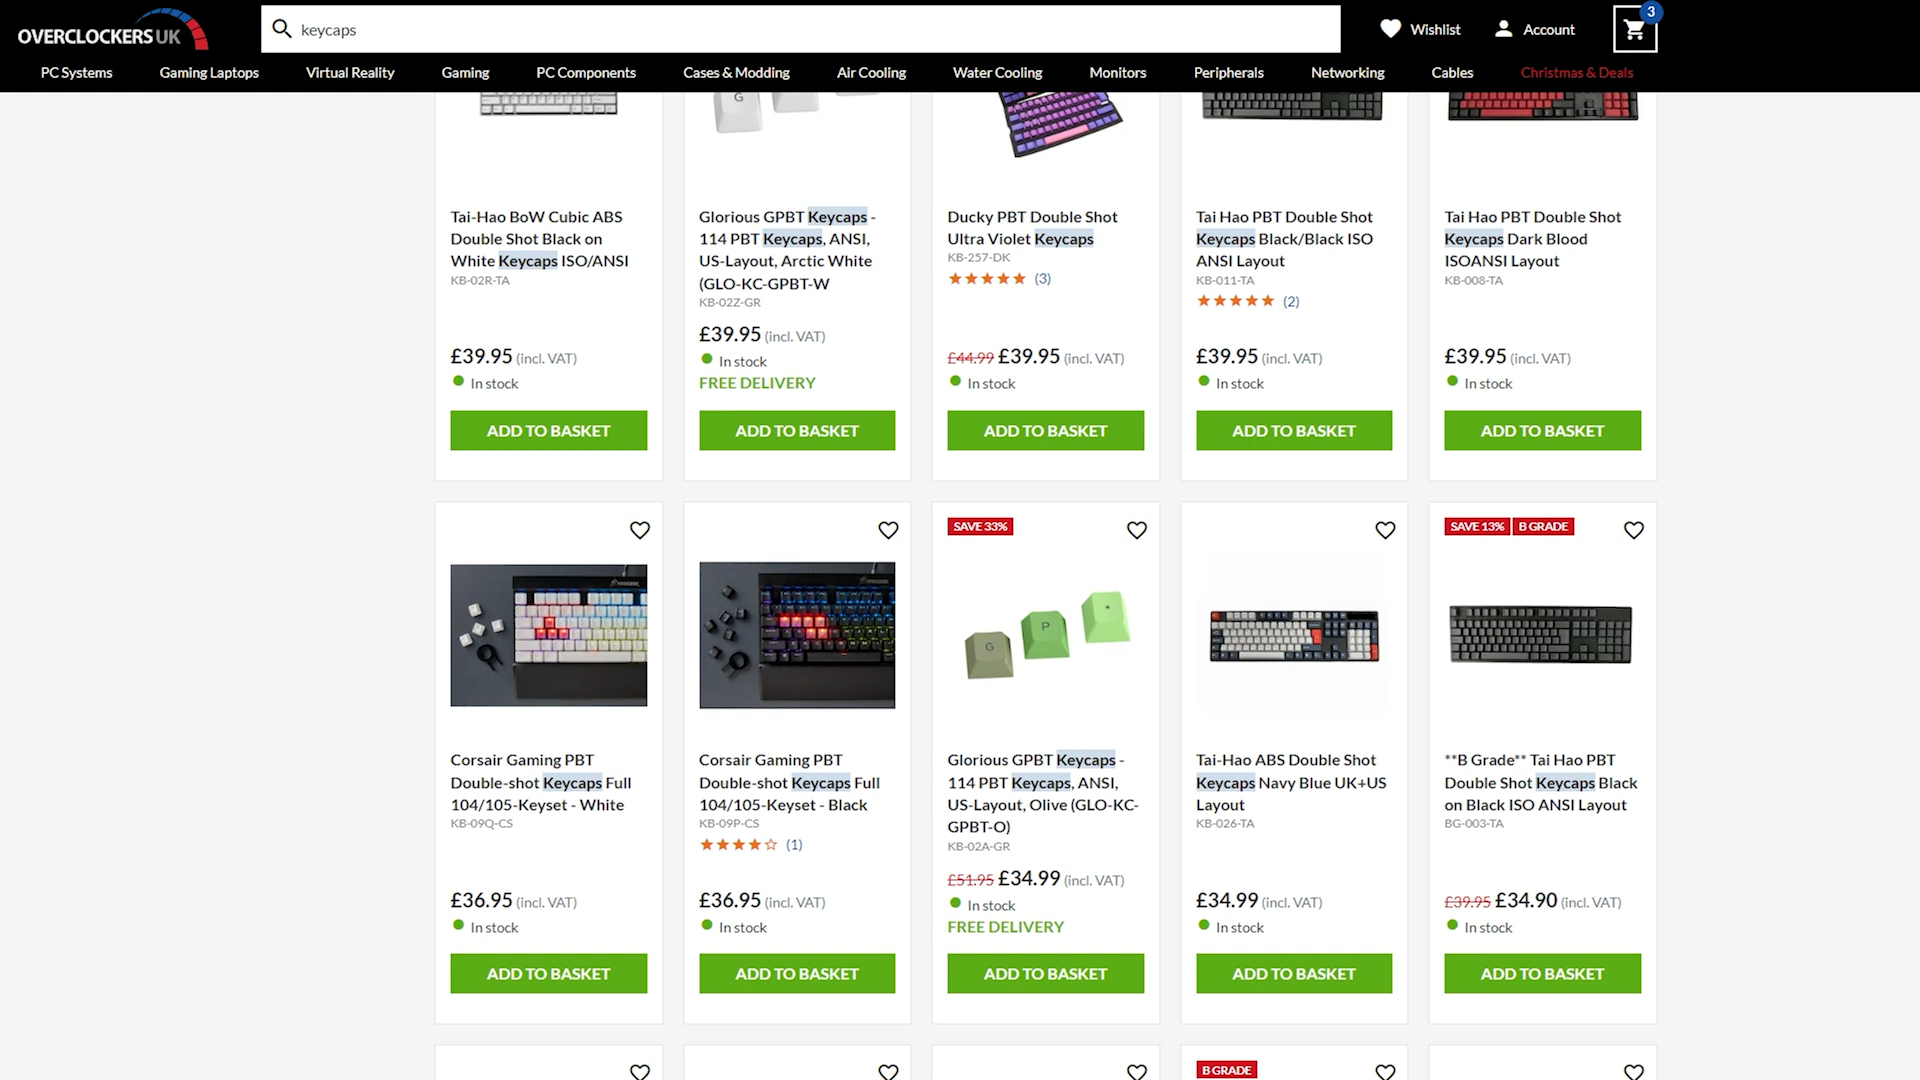 OVERCLOCKERS UK
keycaps
Wishlist
Account
3
PC Systems
Gaming Laptops
Virtual Reality
Gaming
PC Components
Cases & Modding
Air Cooling
Water Cooling
Monitors
Peripherals
Networking
Cables
Christmas & Deals
G
Tai-Hao BoW Cubic ABS
Double Shot Black on
White Keycaps ISO/ANSI
KB-02R-TA
£39.95 (incl. VAT)
In stock
ADD TO BASKET
Glorious GPBT Keycaps -
114 PBT Keycaps, ANSI,
US-Layout, Arctic White
(GLO-KC-GPBT-W
KB-02Z-GR
£39.95 (incl. VAT)
In stock
FREE DELIVERY
ADD TO BASKET
Ducky PBT Double Shot
Ultra Violet Keycaps
KB-257-DK
(3)
£44.99 £39.95 (incl. VAT)
In stock
ADD TO BASKET
Tai Hao PBT Double Shot
Keycaps Black/Black ISO
ANSI Layout
KB-011-TA
(2)
£39.95 (incl. VAT)
In stock
ADD TO BASKET
Tai Hao PBT Double Shot
Keycaps Dark Blood
ISOANSI Layout
KB-008-TA
£39.95 (incl. VAT)
In stock
ADD TO BASKET
Corsair Gaming PBT
Double-shot Keycaps Full
104/105-Keyset - White
KB-09Q-CS
£36.95 (incl. VAT)
In stock
ADD TO BASKET
Corsair Gaming PBT
Double-shot Keycaps Full
104/105-Keyset - Black
KB-09P-CS
(1)
£36.95 (incl. VAT)
In stock
ADD TO BASKET
SAVE 33%
G
P
Glorious GPBT Keycaps -
114 PBT Keycaps, ANSI,
US-Layout, Olive (GLO-KC-
GPBT-O)
KB-02A-GR
£51.95 £34.99 (incl. VAT)
In stock
FREE DELIVERY
ADD TO BASKET
Tai-Hao ABS Double Shot
Keycaps Navy Blue UK+US
Layout
KB-026-TA
£34.99 (incl. VAT)
In stock
ADD TO BASKET
SAVE 13% B GRADE
**B Grade** Tai Hao PBT
Double Shot Keycaps Black
on Black ISO ANSI Layout
BG-003-TA
£39.95 £34.90 (incl. VAT)
In stock
ADD TO BASKET
B GRADE